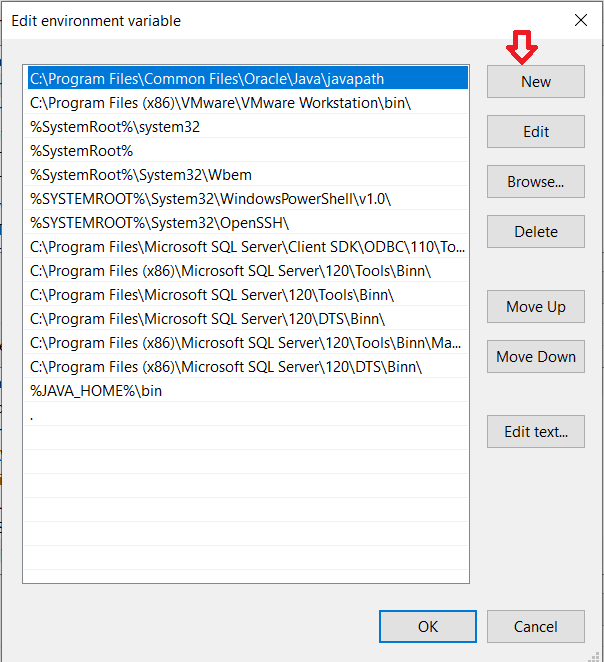 Edit environment variable
C:\Program Files\Common Files\Oracle\Java\javapath
C:\Program Files (x86)\VMware\VMware Workstation\bin\
%SystemRoot%\system32
%SystemRoot%
%SystemRoot%\System32\Wbem
%SYSTEMROOT%\System32\WindowsPowerShell\v1.0\
%SYSTEMROOT%\System32\OpenSSH\
C:\Program Files\Microsoft SQL Server\Client SDK\ODBC\110\To...
C:\Program Files (x86)\Microsoft SQL Server\120\Tools\Binn\
C:\Program Files\Microsoft SQL Server\120\Tools\Binn\
C:\Program Files\Microsoft SQL Server\120\DTS\Binn\
C:\Program Files (x86)\Microsoft SQL Server\120\Tools\Binn\Ma...
C:\Program Files (x86)\Microsoft SQL Server\120\DTS\Binn\
%JAVA_HOME%\bin
.
New
Edit
Browse...
Delete
Move Up
Move Down
Edit text...
OK
Cancel